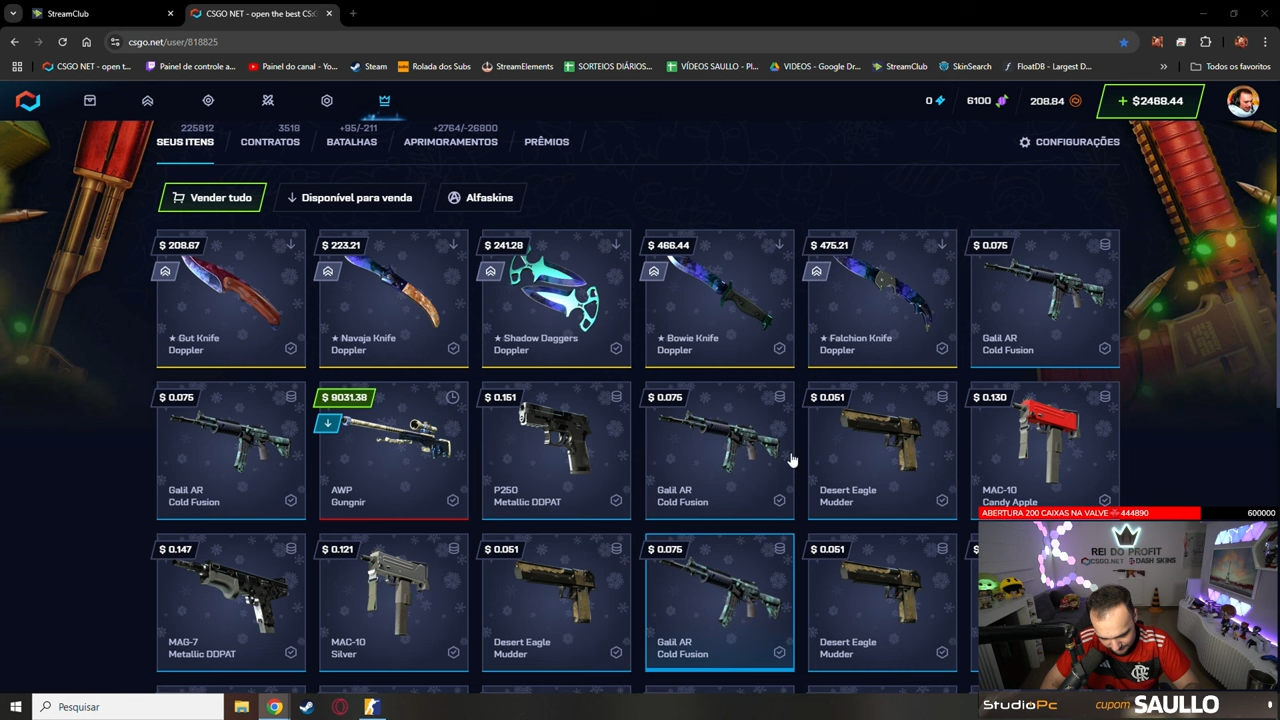 StreamClub
CSGO NET - open the best CS:G
csgo.net/user/818825
CSGO NET - open t...
Painel de controle a...
Painel do canal - Yo...
Steam
Rolada dos Subs
StreamElements
SORTEIOS DIÁRIOS...
VÍDEOS SAULLO - PI...
VIDEOS - Google Dr...
StreamClub
SkinSearch
FloatDB - Largest D...
Todos os favoritos
0
6100
208.84
+ $2468.44
225812
3518
+95/-211
+2764/-26800
SEUS ITENS
CONTRATOS
BATALHAS
APRIMORAMENTOS
PRÊMIOS
CONFIGURAÇÕES
Vender tudo
Disponível para venda
Alfaskins
$ 208.67
★ Gut Knife
Doppler
$ 223.21
★ Navaja Knife
Doppler
$ 241.28
★ Shadow Daggers
Doppler
$ 466.44
★ Bowie Knife
Doppler
$ 475.21
★ Falchion Knife
Doppler
$ 0.075
Galil AR
Cold Fusion
$ 0.075
Galil AR
Cold Fusion
$ 9031.38
AWP
Gungnir
$ 0.151
P250
Metallic DDPAT
$ 0.075
Galil AR
Cold Fusion
$ 0.051
Desert Eagle
Mudder
$ 0.130
MAC-10
Candy Apple
$ 0.147
MAG-7
Metallic DDPAT
$ 0.121
MAC-10
Silver
$ 0.051
Desert Eagle
Mudder
$ 0.075
Galil AR
Cold Fusion
$ 0.051
Desert Eagle
Mudder
ABERTURA 200 CAIXAS NA VALVE 444890
600000
REI DO PROFIT
CSGO.NET DASH SKINS
StudioPc
cupom SAULLO
Pesquisar